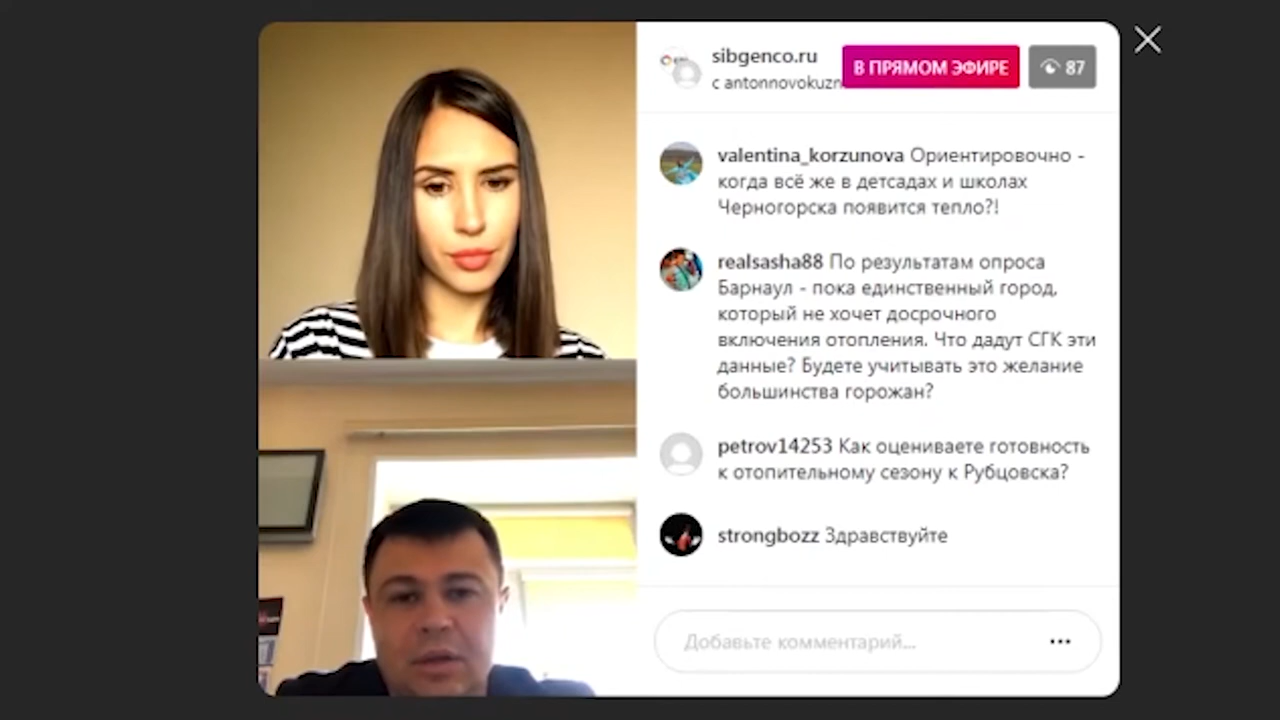 sibgenco.ru
с antonnovokuzn
В ПРЯМОМ ЭФИРЕ
87
valentina_korzunova Ориентировочно -
когда всё же в детсадах и школах
Черногорска появится тепло?!
realsasha88 По результатам опроса
Барнаул - пока единственный город,
который не хочет досрочного
включения отопления. Что дадут СГК эти
данные? Будете учитывать это желание
большинства горожан?
petrov14253 Как оцениваете готовность
к отопительному сезону к Рубцовска?
strongbozz Здравствуйте
Добавьте комментарий...